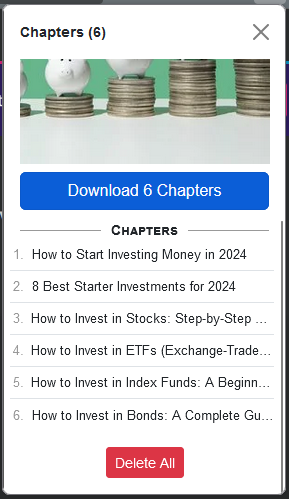 Chapters (6)
Download 6 Chapters
CHAPTERS
1. How to Start Investing Money in 2024
2. 8 Best Starter Investments for 2024
3. How to Invest in Stocks: Step-by-Step ...
4. How to Invest in ETFs (Exchange-Trade...
5. How to Invest in Index Funds: A Beginn...
6. How to Invest in Bonds: A Complete Gu...
Delete All